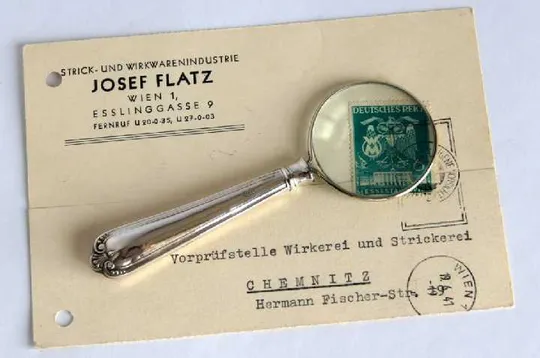 STRICK- UND WIRKWARENINDUSTRIE
JOSEF FLATZ
WIEN 1,
ESSLINGGASSE 9
FERNRUF U 20-0-35, U 27-0-03
DEUTSCHES REICH
Vorprüfstelle Wirkerei und Strickerei
CHEMNITZ
Hermann Fischer-Str.
WIEN